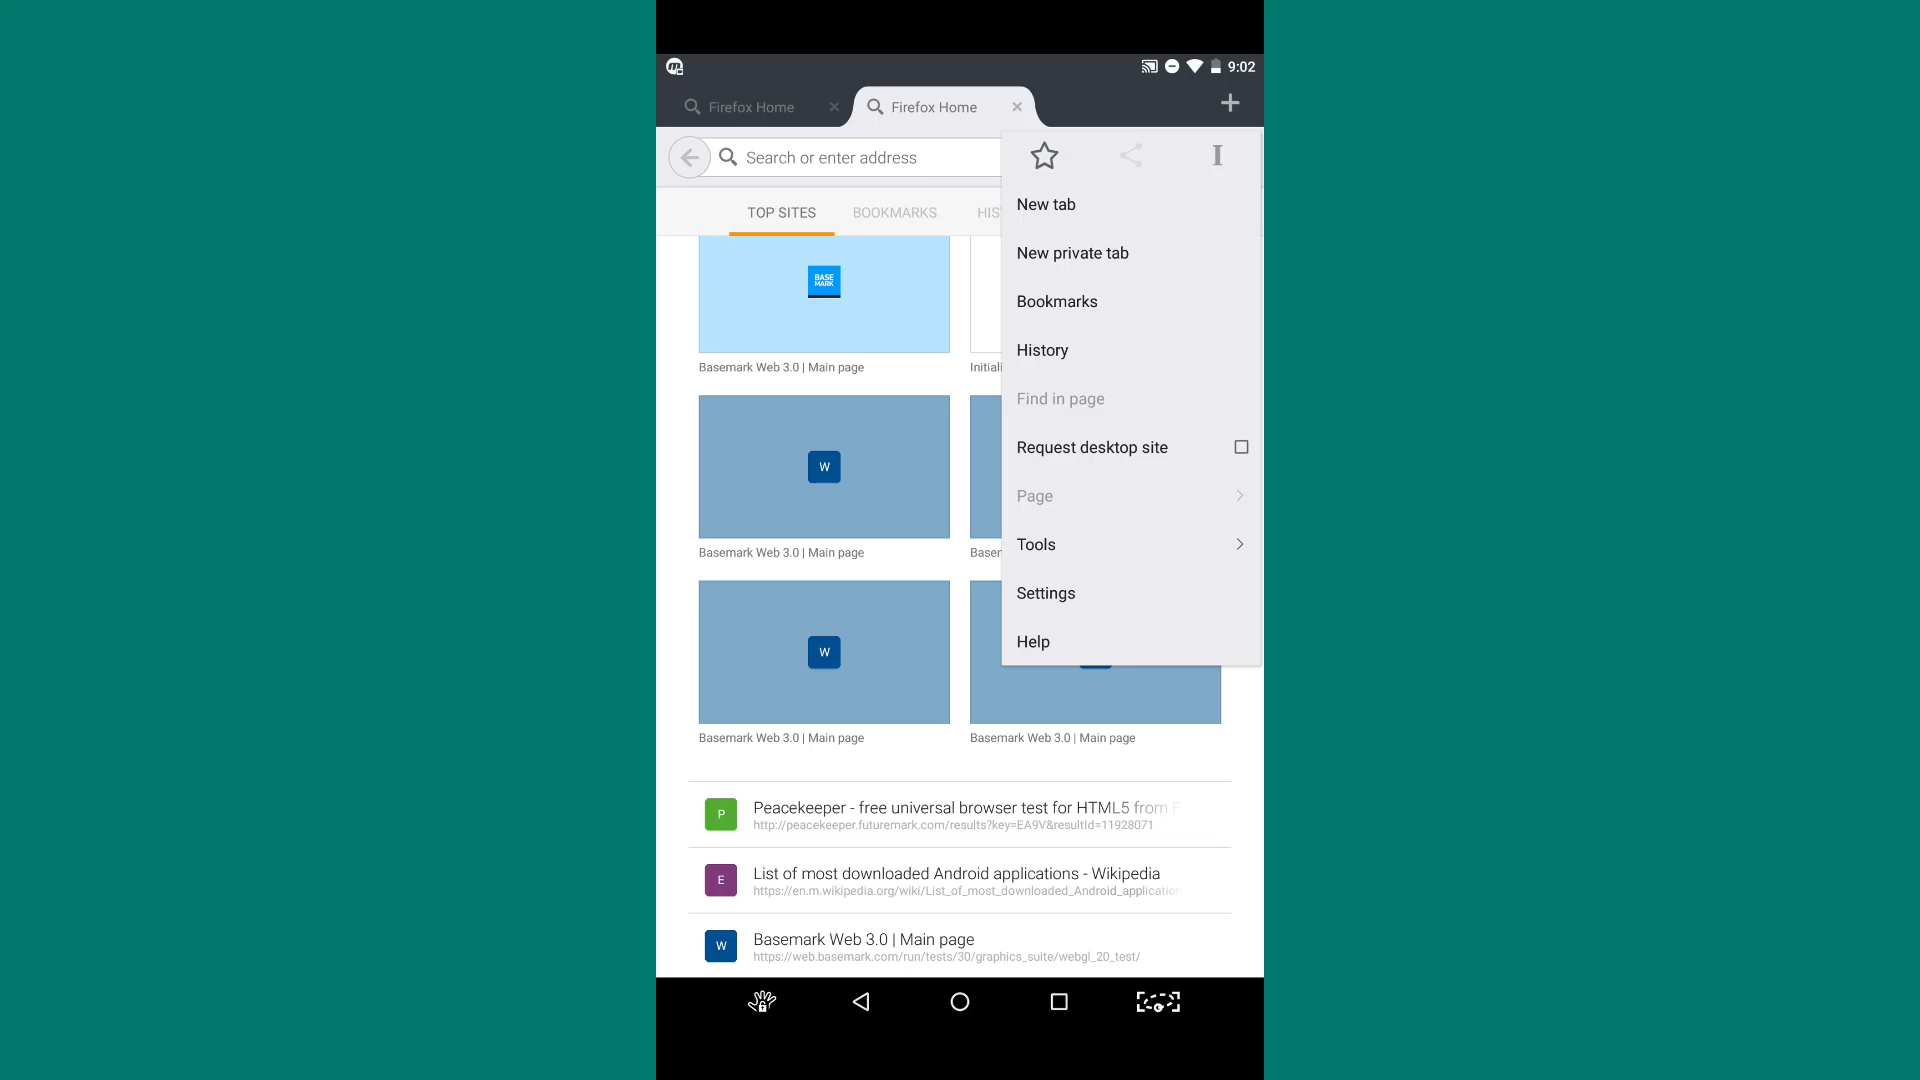 9:02
Firefox Home
Firefox Home
Search or enter address
TOP SITES
BOOKMARKS
HIS
New tab
New private tab
Bookmarks
History
Find in page
Request desktop site
Page
Tools
Settings
Help
BASE
MARK
Basemark Web 3.0 | Main page
Initiali
W
Basemark Web 3.0 | Main page
Basem
W
Basemark Web 3.0 | Main page
Basemark Web 3.0 | Main page
P
Peacekeeper - free universal browser test for HTML5 from F
http://peacekeeper.futuremark.com/results?key=EA9V&resultId=11928071
E
List of most downloaded Android applications - Wikipedia
https://en.m.wikipedia.org/wiki/List_of_most_downloaded_Android_application
W
Basemark Web 3.0 | Main page
https://web.basemark.com/run/tests/30/graphics_suite/webgl_20_test/